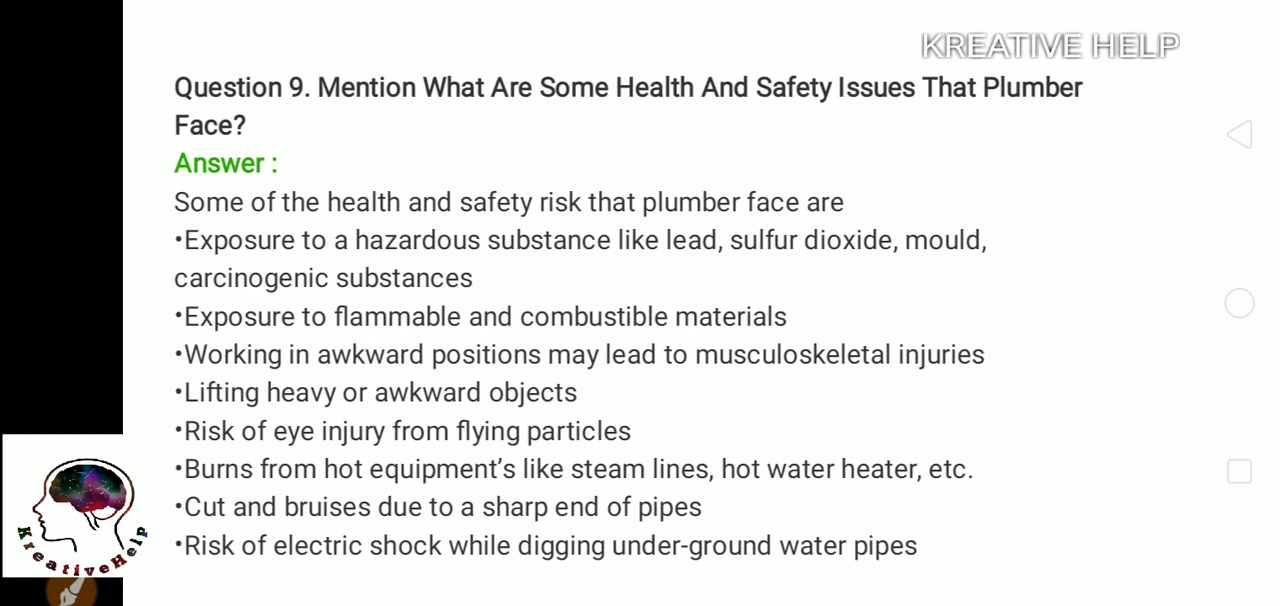 KREATIVE HELP
Question 9. Mention What Are Some Health And Safety Issues That Plumber
Face?
Answer :
Some of the health and safety risk that plumber face are
•Exposure to a hazardous substance like lead, sulfur dioxide, mould,
carcinogenic substances
•Exposure to flammable and combustible materials
•Working in awkward positions may lead to musculoskeletal injuries
•Lifting heavy or awkward objects
•Risk of eye injury from flying particles
•Burns from hot equipment’s like steam lines, hot water heater, etc.
•Cut and bruises due to a sharp end of pipes
•Risk of electric shock while digging under-ground water pipes
KreativeHelp